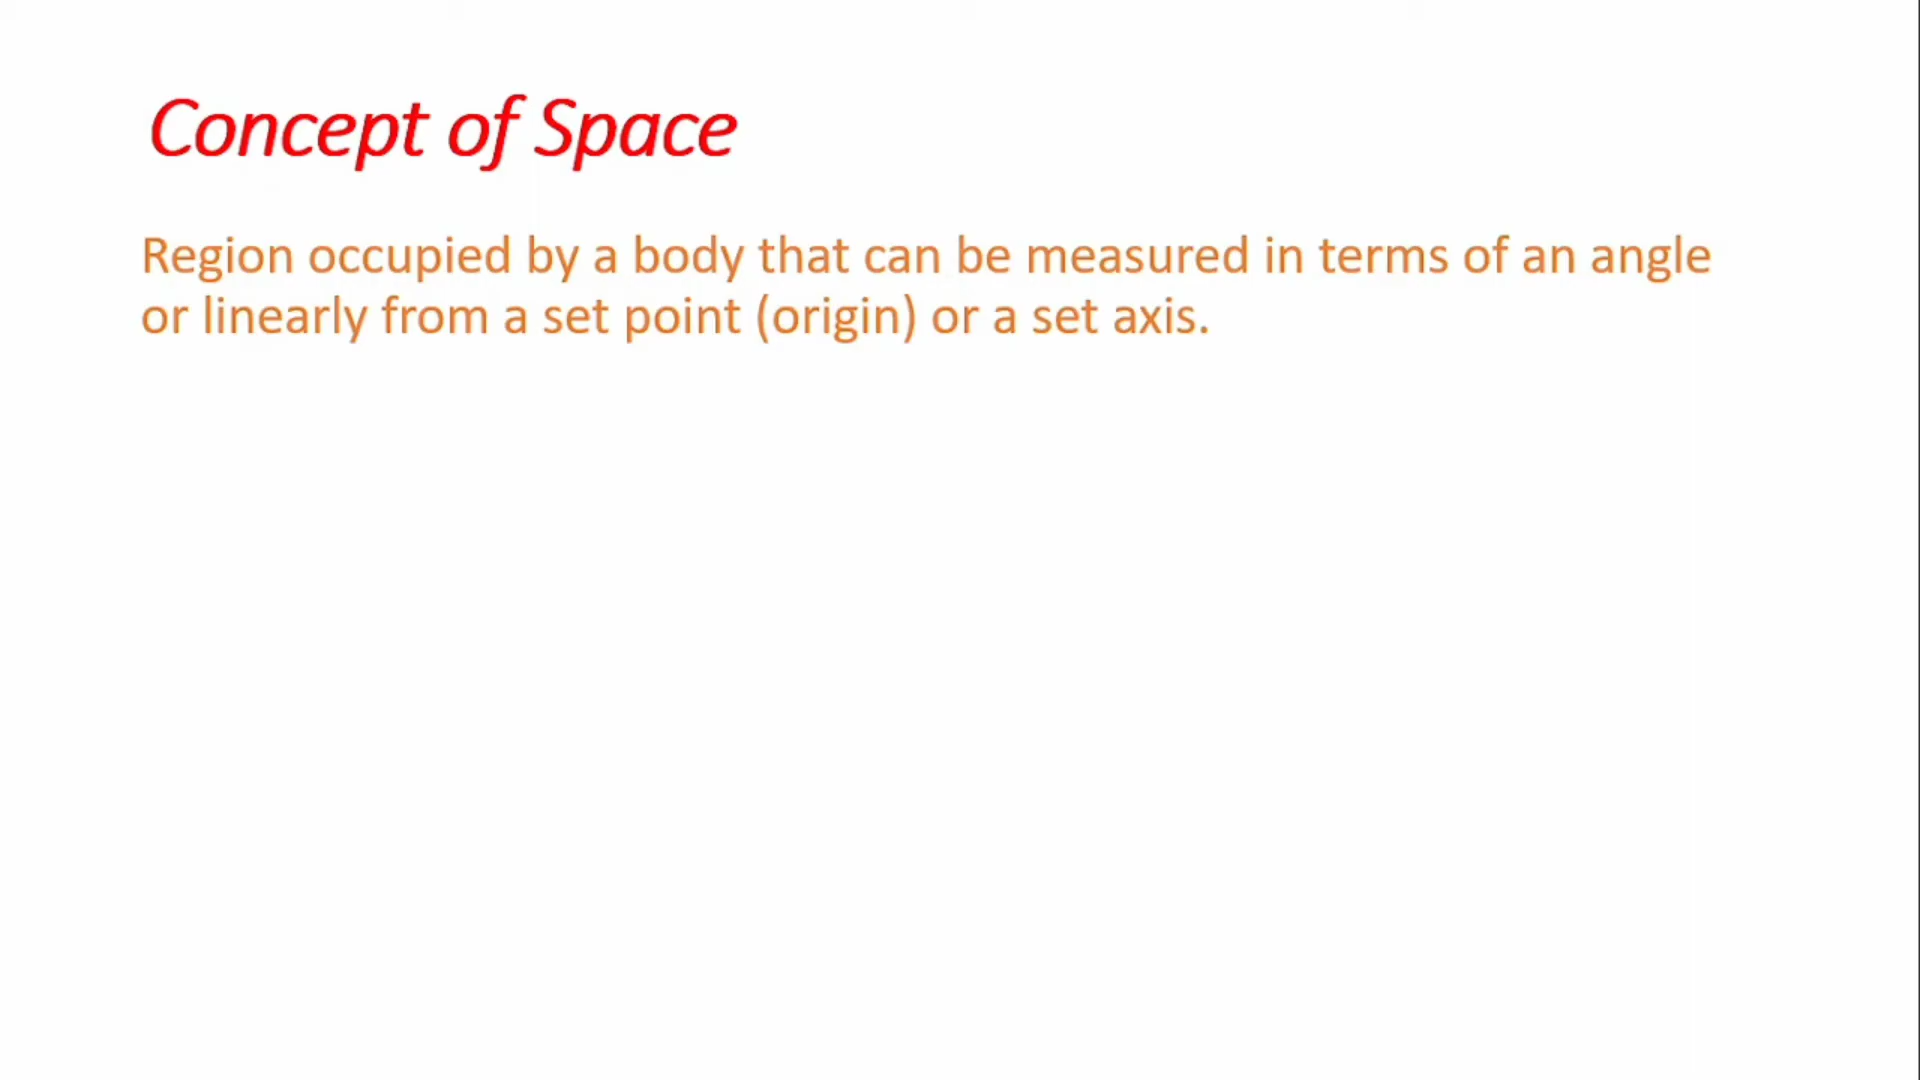 Concept of Space
Region occupied by a body that can be measured in terms of an angle
or linearly from a set point (origin) or a set axis.